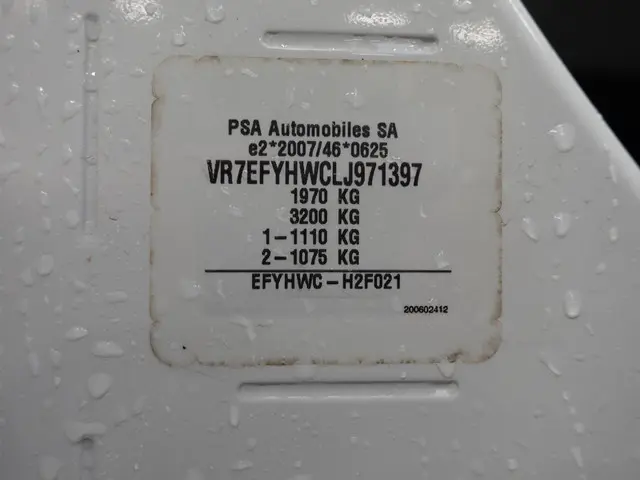 PSA Automobiles SA
e2*2007/46*0625
VR7EFYHWCLJ971397
1970 KG
3200 KG
1-1110 KG
2-1075 KG
EFYHWC-H2F021
200602412